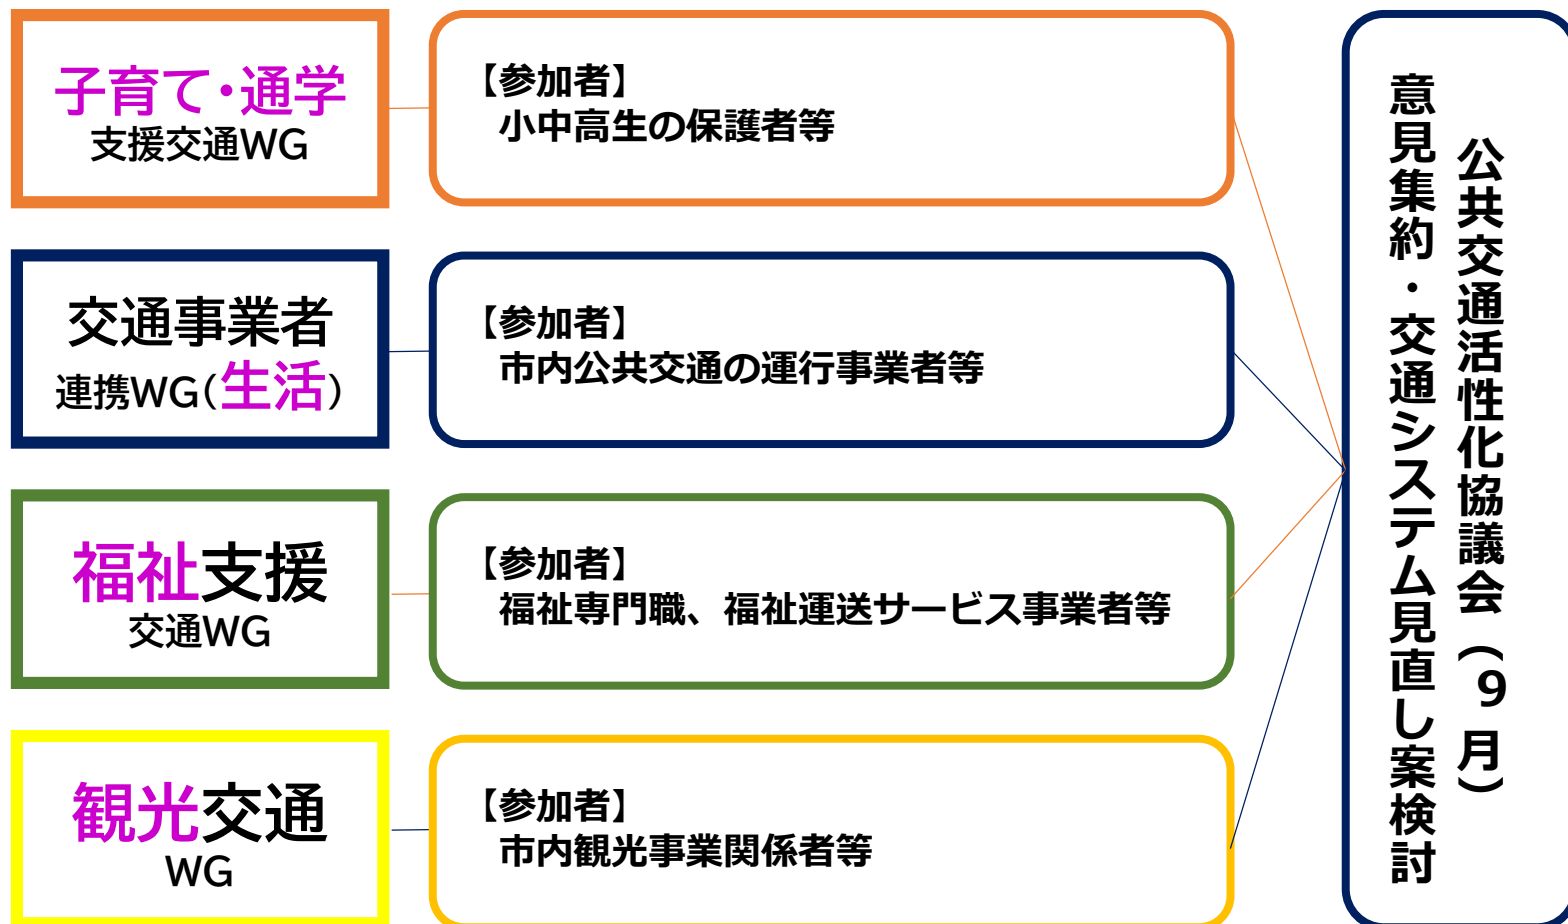 子育て・通学
支援交通WG
【参加者】
小中高生の保護者等
交通事業者
連携WG(生活)
【参加者】
市内公共交通の運行事業者等
福祉支援
交通WG
【参加者】
福祉専門職、福祉運送サービス事業者等
観光交通
WG
【参加者】
市内観光事業関係者等
公共交通活性化協議会(9月)
意見集約・交通システム見直し案検討